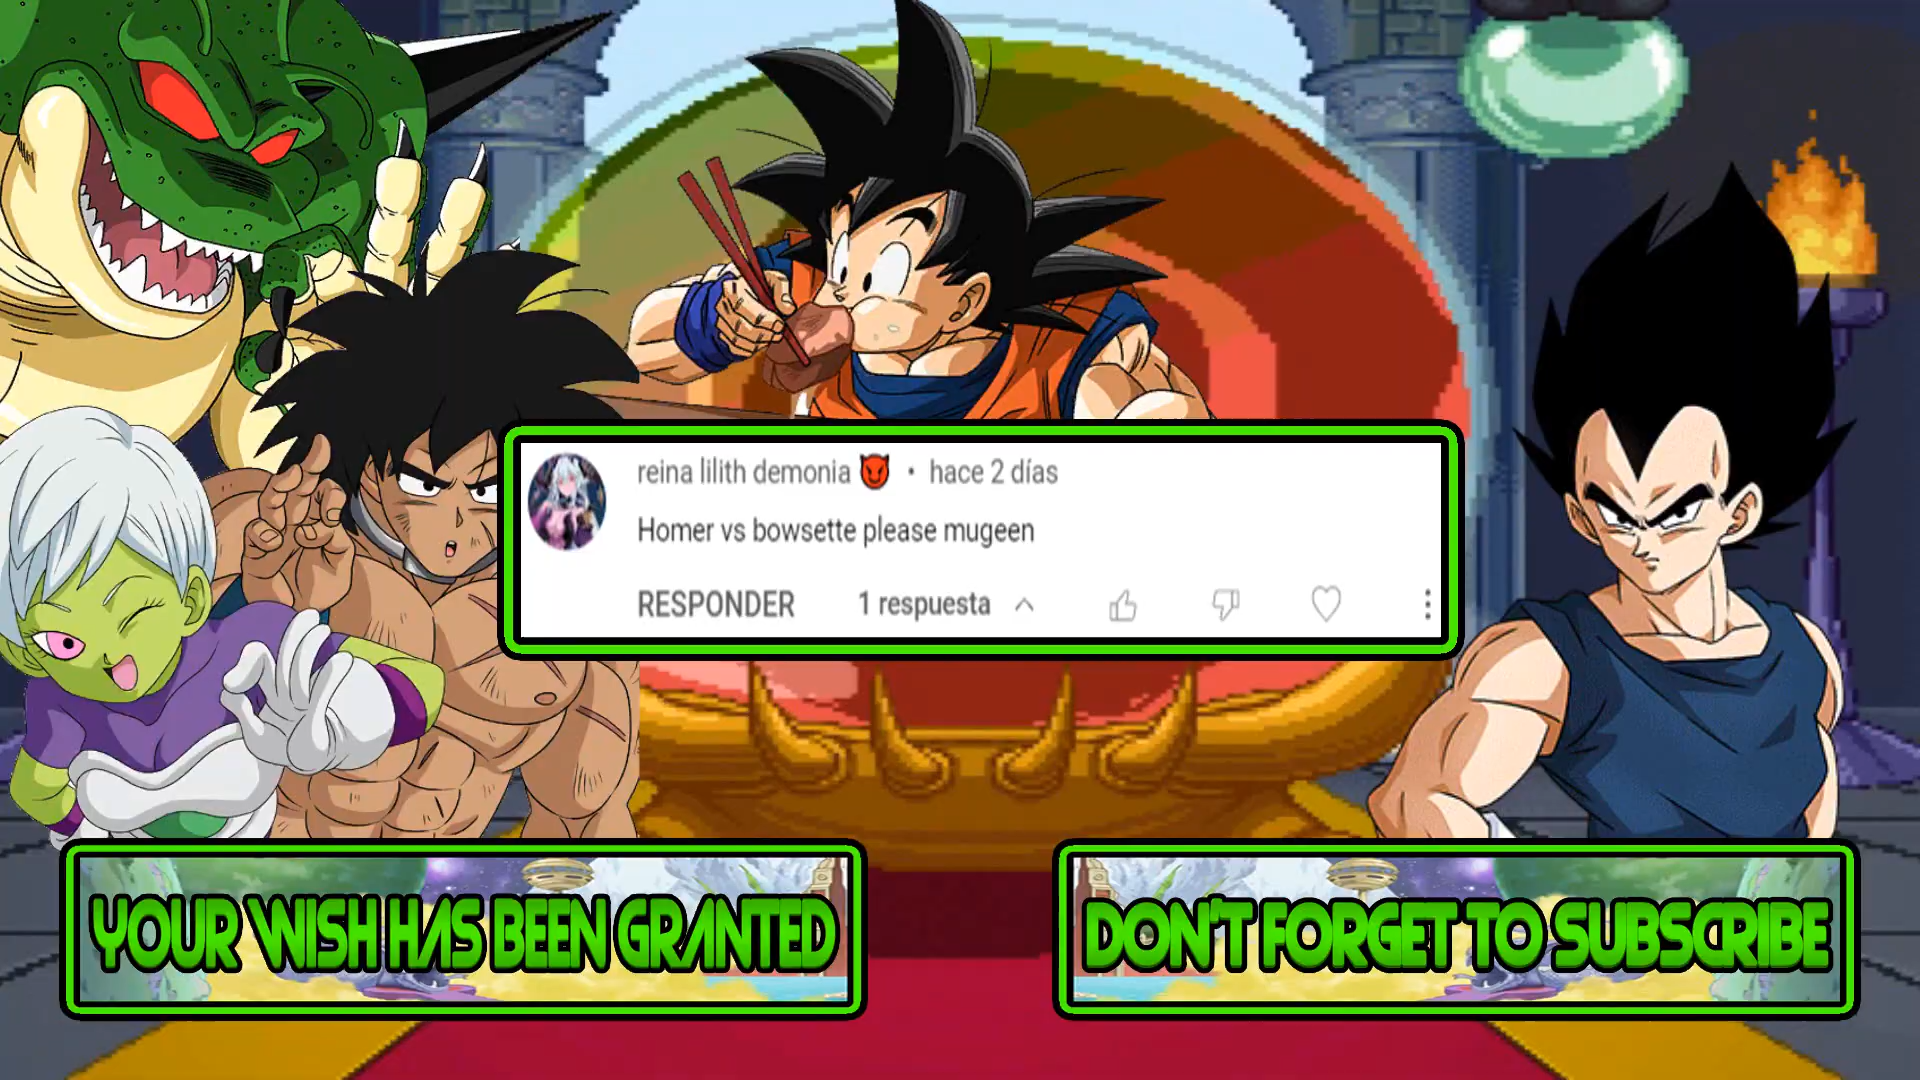 reina lilith demonia 😈 • hace 2 días
Homer vs bowsette please mugeen
RESPONDER 1 respuesta
YOUR WISH HAS BEEN GRANTED
DON'T FORGET TO SUBSCRIBE